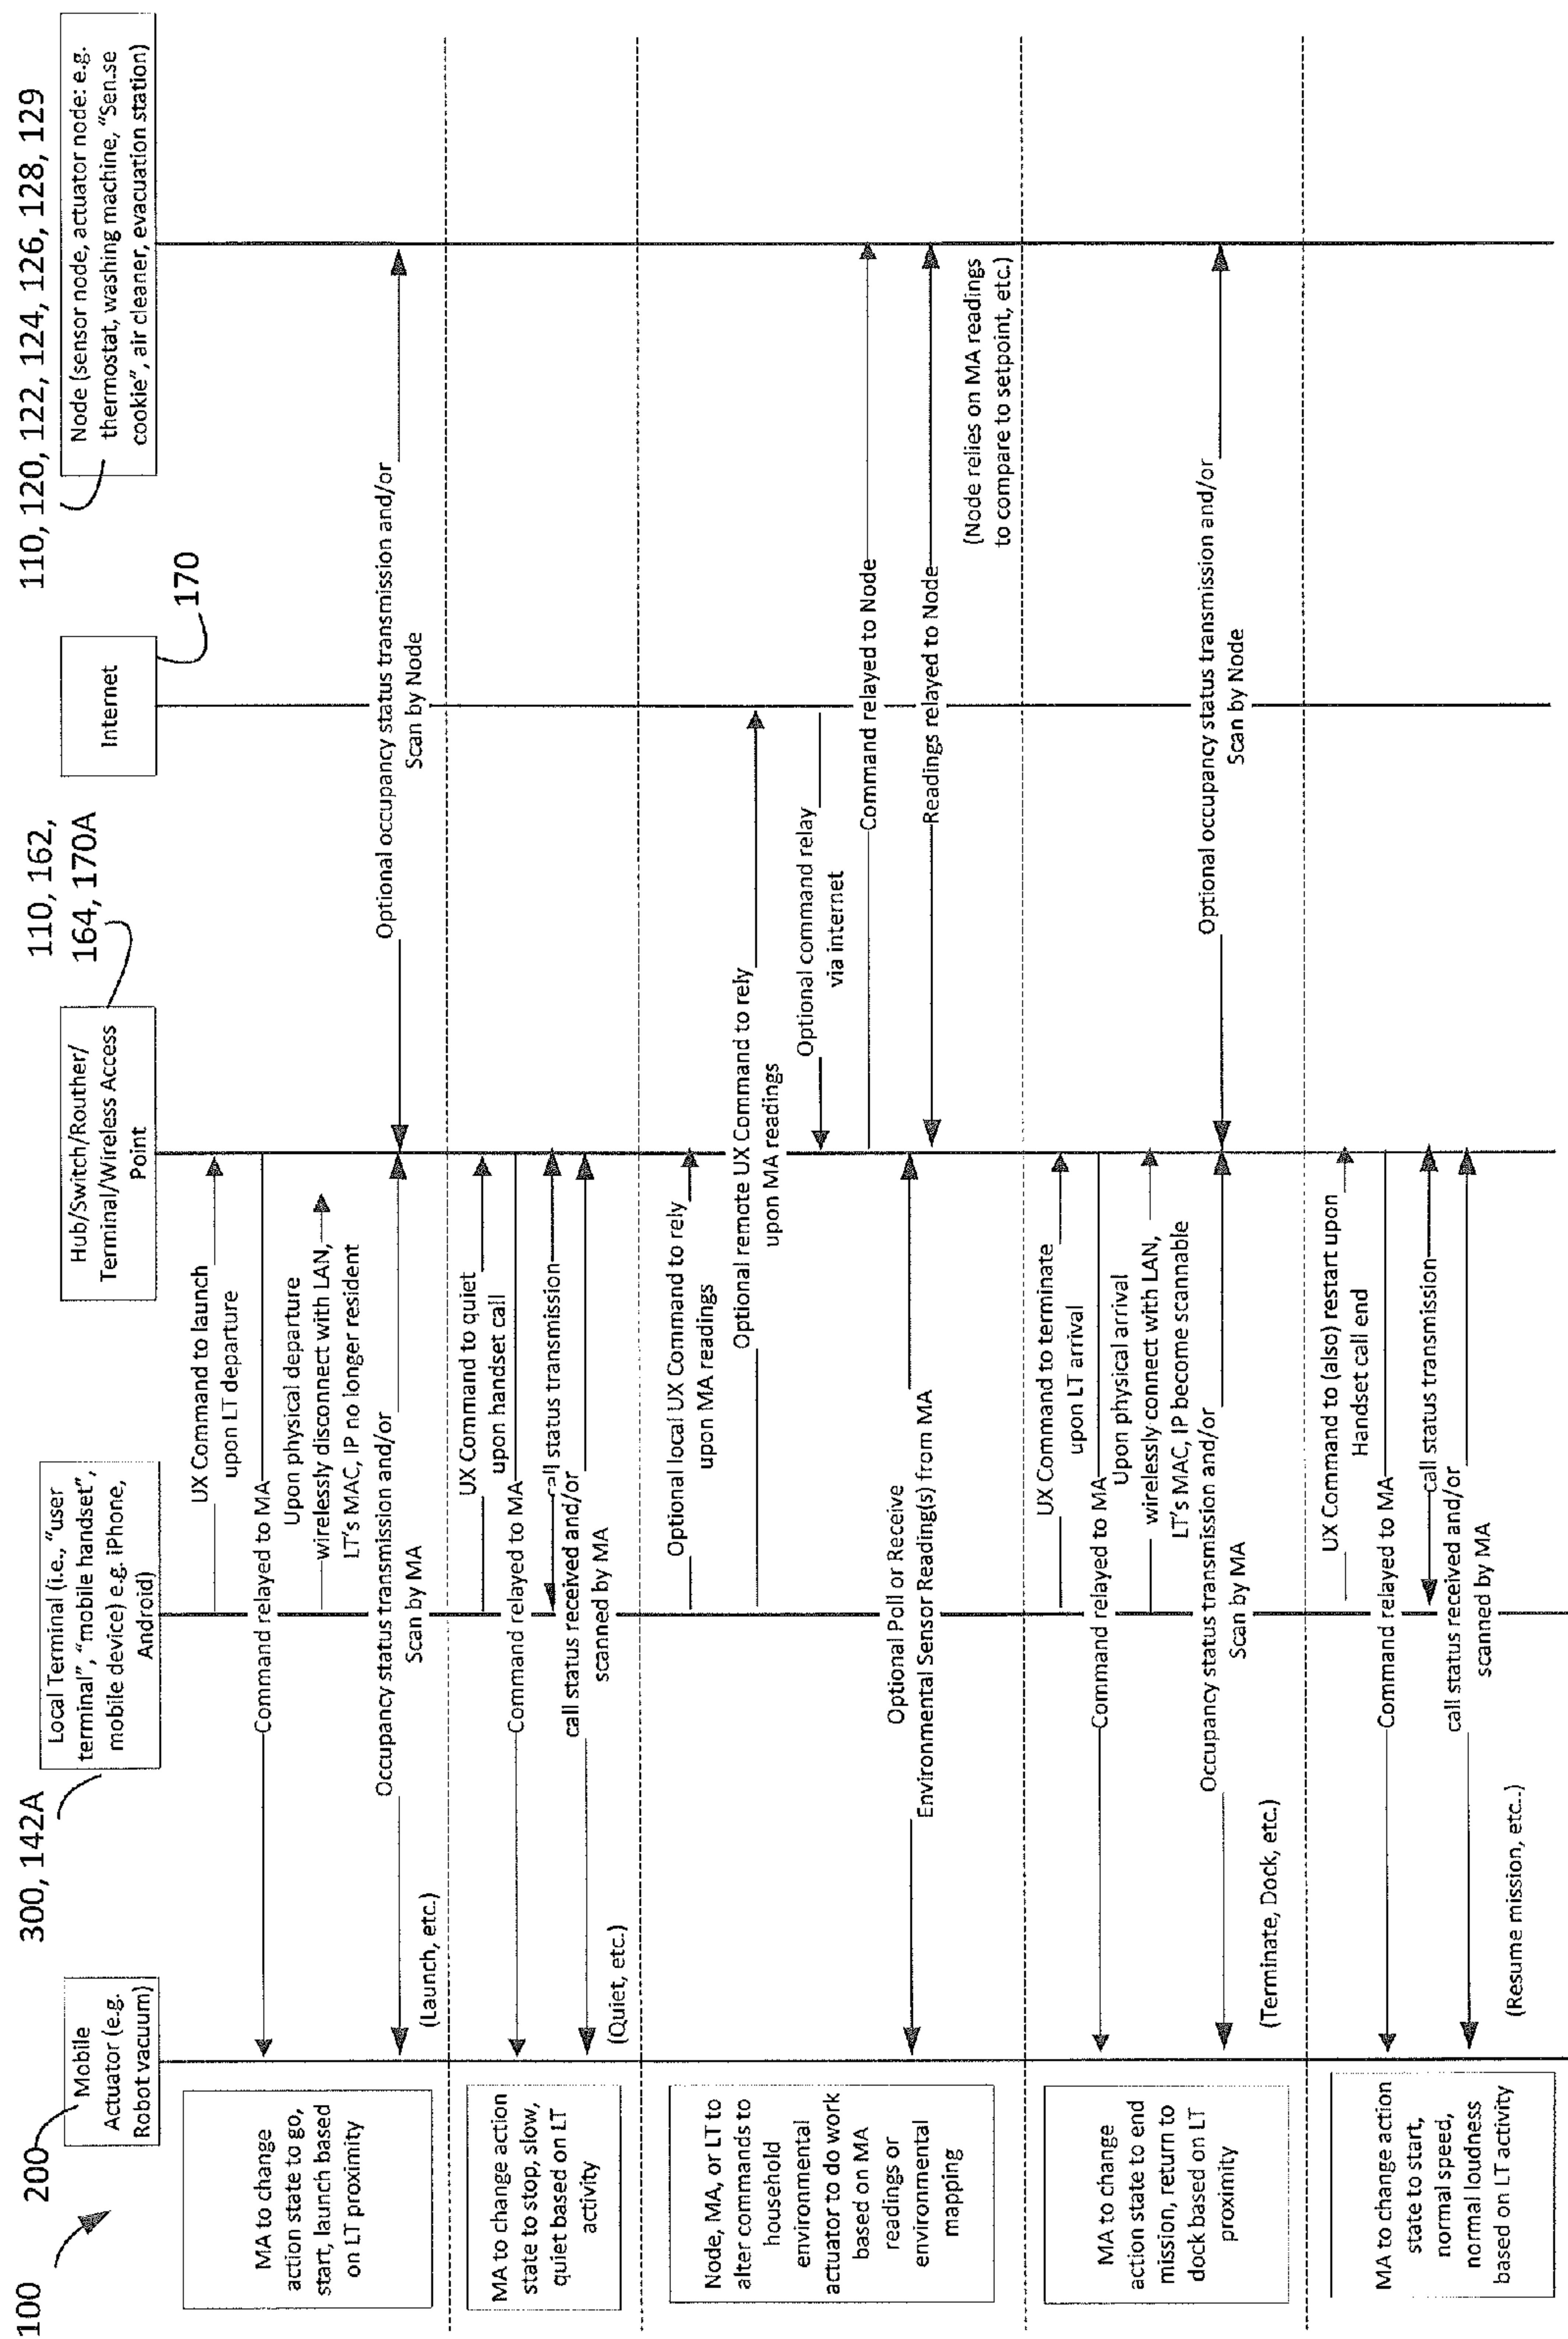 100
200
300, 142A
110, 162,
164, 170A
170
110, 120, 122, 124, 126, 128, 129
Mobile
Actuator (e.g.
Robot vacuum)
Local Terminal (i.e., “user
terminal”, “mobile handset”,
mobile device) e.g. iPhone,
Android)
Hub/Switch/Routher/
Terminal/Wireless Access
Point
Internet
Node (sensor node, actuator node: e.g.
thermostat, washing machine, “Sen.se
cookie”, air cleaner, evacuation station)
MA to change
action state to go,
start, launch based
on LT proximity
UX Command to launch
upon LT departure
Command relayed to MA
Upon physical departure
wirelessly disconnect with LAN,
LT’s MAC, IP no longer resident
Occupancy status transmission and/or
Scan by MA
Optional occupancy status transmission and/or
Scan by Node
(Launch, etc.)
MA to change action
state to stop, slow,
quiet based on LT
activity
UX Command to quiet
upon handset call
Command relayed to MA
call status transmission
call status received and/or
scanned by MA
(Quiet, etc.)
Node, MA, or LT to
alter commands to
household
environmental
actuator to do work
based on MA
readings or
environmental
mapping
Optional local UX Command to rely
upon MA readings
Optional remote UX Command to rely
upon MA readings
Optional command relay
via internet
Command relayed to Node
Optional Poll or Receive
Environmental Sensor Reading(s) from MA
Readings relayed to Node
(Node relies on MA readings
to compare to setpoint, etc.)
MA to change
action state to end
mission, return to
dock based on LT
proximity
UX Command to terminate
upon LT arrival
Command relayed to MA
Upon physical arrival
wirelessly connect with LAN,
LT’s MAC, IP become scannable
Occupancy status transmission and/or
Scan by MA
Optional occupancy status transmission and/or
Scan by Node
(Terminate, Dock, etc.)
MA to change action
state to start,
normal speed,
normal loudness
based on LT activity
UX Command to (also) restart upon
Handset call end
Command relayed to MA
call status transmission
call status received and/or
scanned by MA
(Resume mission, etc..)